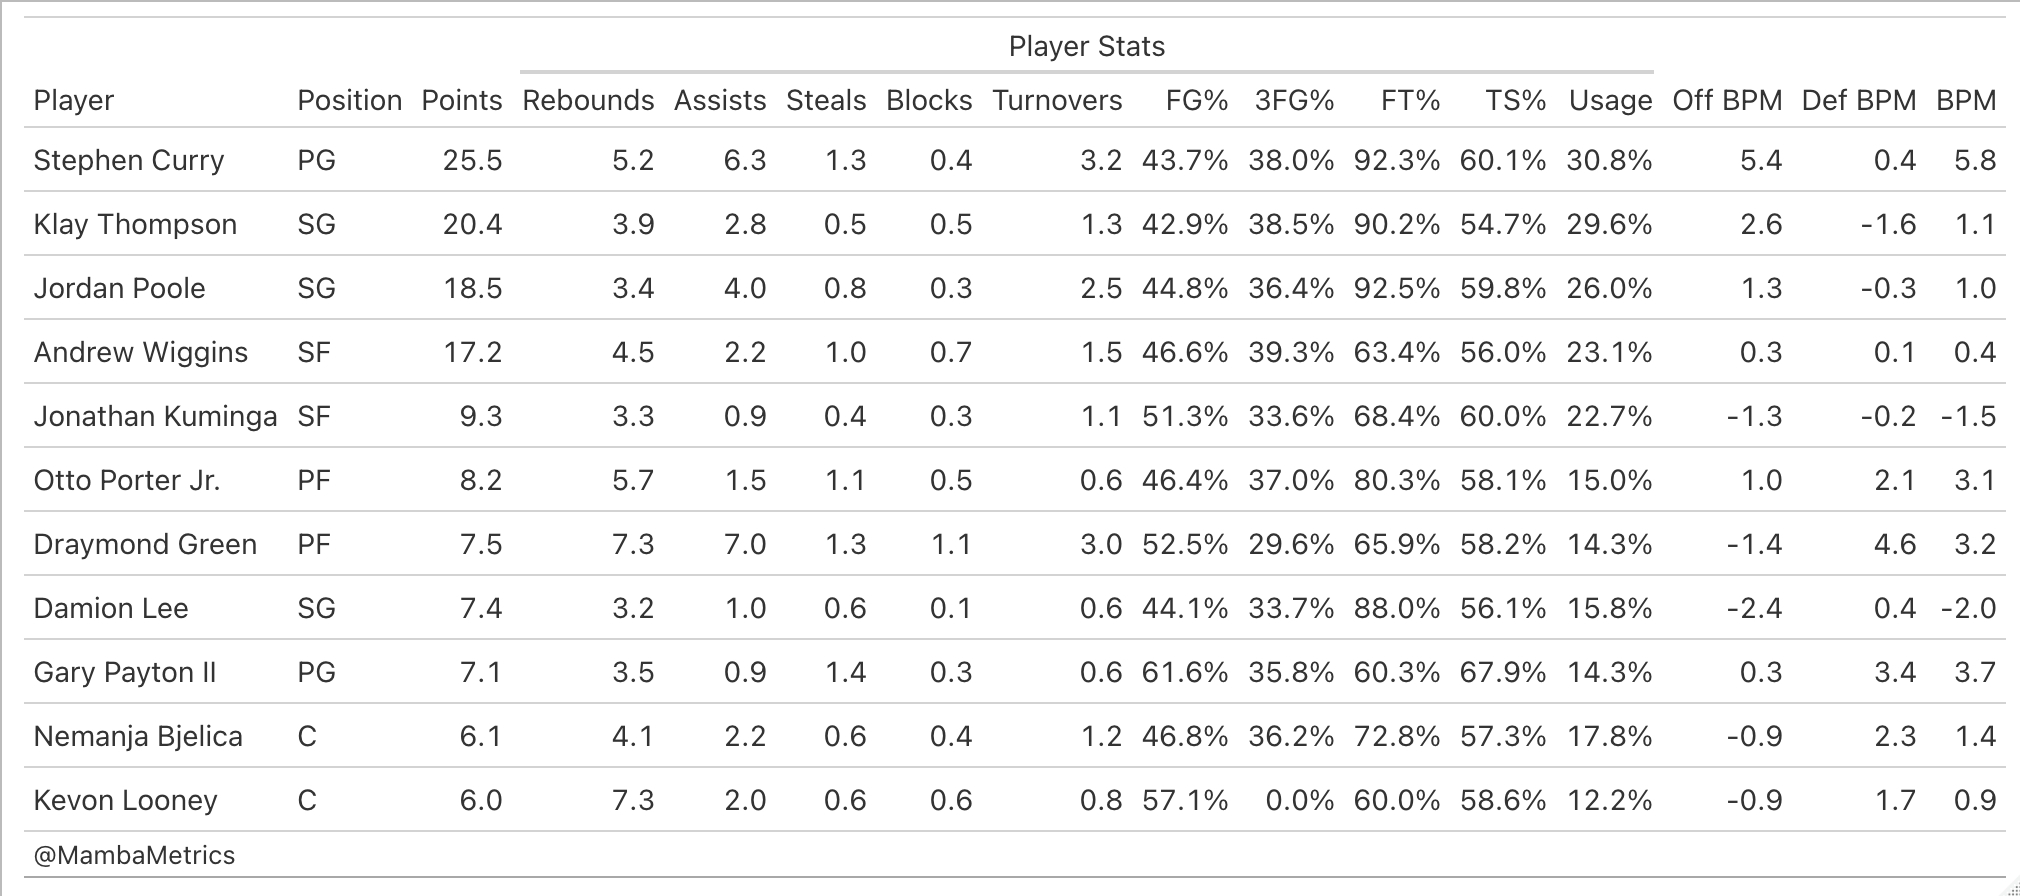 Player Stats
Player Position Points Rebounds Assists Steals Blocks Turnovers FG% 3FG% FT% TS% Usage Off BPM Def BPM BPM
Stephen Curry PG 25.5 5.2 6.3 1.3 0.4 3.2 43.7% 38.0% 92.3% 60.1% 30.8% 5.4 0.4 5.8
Klay Thompson SG 20.4 3.9 2.8 0.5 0.5 1.3 42.9% 38.5% 90.2% 54.7% 29.6% 2.6 -1.6 1.1
Jordan Poole SG 18.5 3.4 4.0 0.8 0.3 2.5 44.8% 36.4% 92.5% 59.8% 26.0% 1.3 -0.3 1.0
Andrew Wiggins SF 17.2 4.5 2.2 1.0 0.7 1.5 46.6% 39.3% 63.4% 56.0% 23.1% 0.3 0.1 0.4
Jonathan Kuminga SF 9.3 3.3 0.9 0.4 0.3 1.1 51.3% 33.6% 68.4% 60.0% 22.7% -1.3 -0.2 -1.5
Otto Porter Jr. PF 8.2 5.7 1.5 1.1 0.5 0.6 46.4% 37.0% 80.3% 58.1% 15.0% 1.0 2.1 3.1
Draymond Green PF 7.5 7.3 7.0 1.3 1.1 3.0 52.5% 29.6% 65.9% 58.2% 14.3% -1.4 4.6 3.2
Damion Lee SG 7.4 3.2 1.0 0.6 0.1 0.6 44.1% 33.7% 88.0% 56.1% 15.8% -2.4 0.4 -2.0
Gary Payton II PG 7.1 3.5 0.9 1.4 0.3 0.6 61.6% 35.8% 60.3% 67.9% 14.3% 0.3 3.4 3.7
Nemanja Bjelica C 6.1 4.1 2.2 0.6 0.4 1.2 46.8% 36.2% 72.8% 57.3% 17.8% -0.9 2.3 1.4
Kevon Looney C 6.0 7.3 2.0 0.6 0.6 0.8 57.1% 0.0% 60.0% 58.6% 12.2% -0.9 1.7 0.9
@MambaMetrics